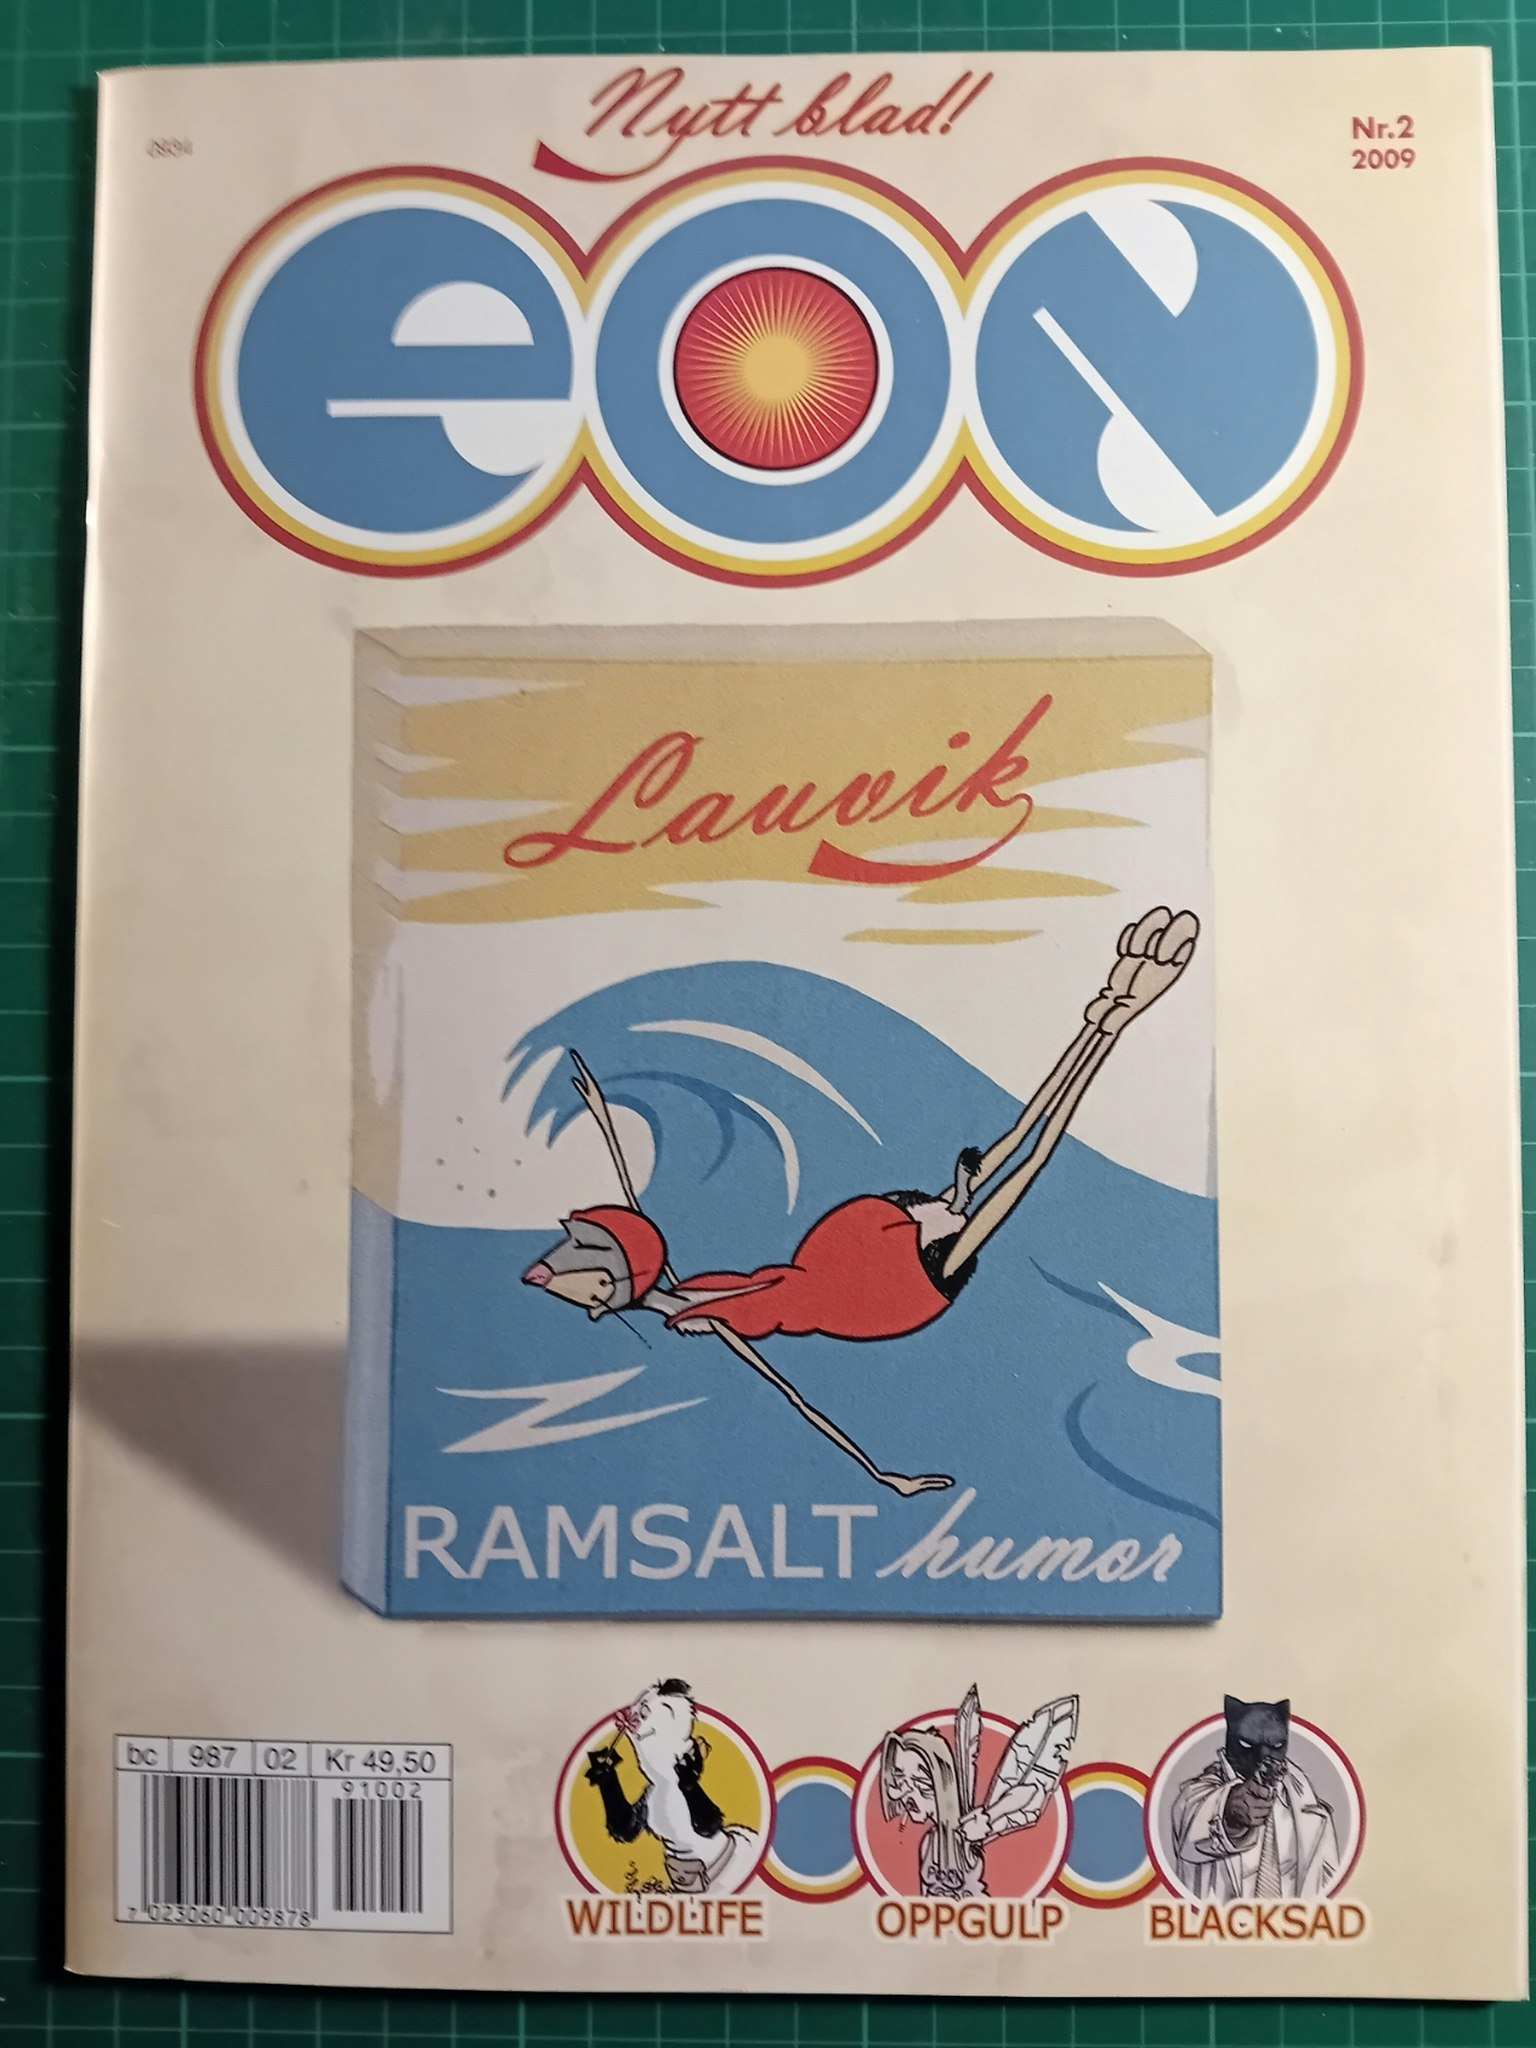 Nytt blad!
Nr.2
2009
eon
Lauvik
RAMSALT humor
bc 987 02 Kr 49,50
91002
7 023060 009878
WILDLIFE
OPPGULP
BLACKSAD